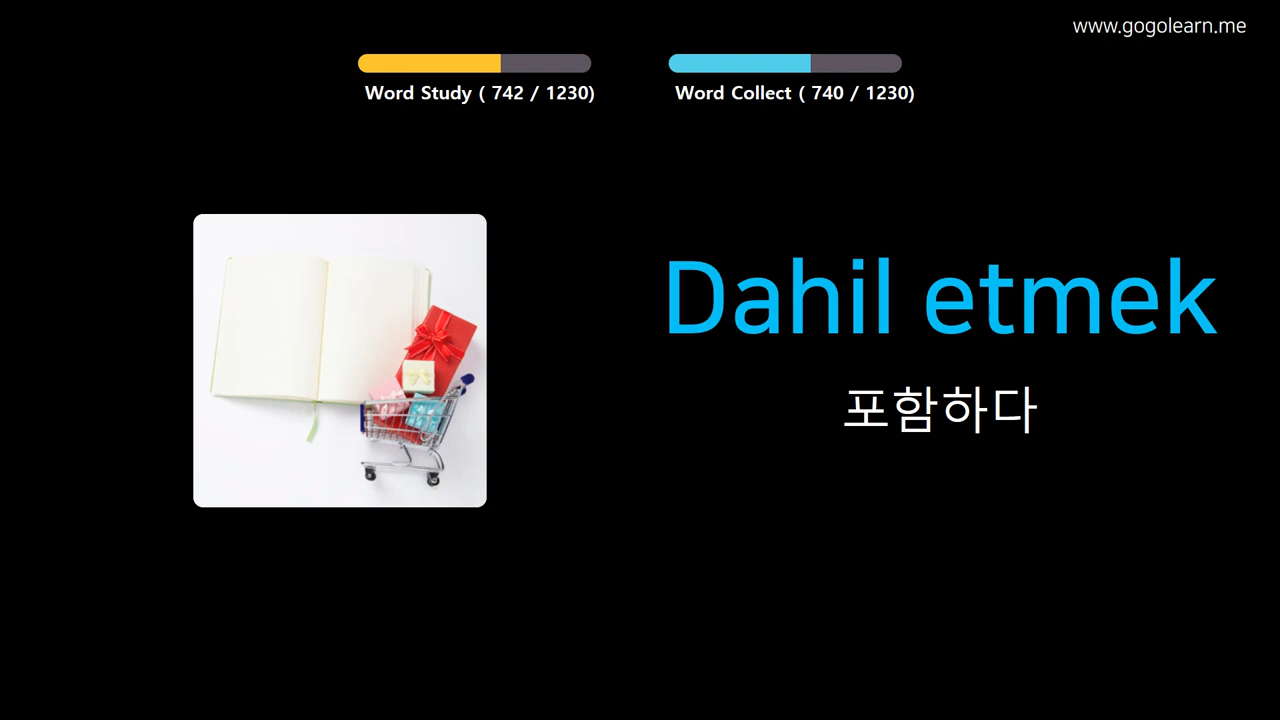 www.gogolearn.me
Word Study ( 742 / 1230)
Word Collect ( 740 / 1230)
Dahil etmek
포함하다